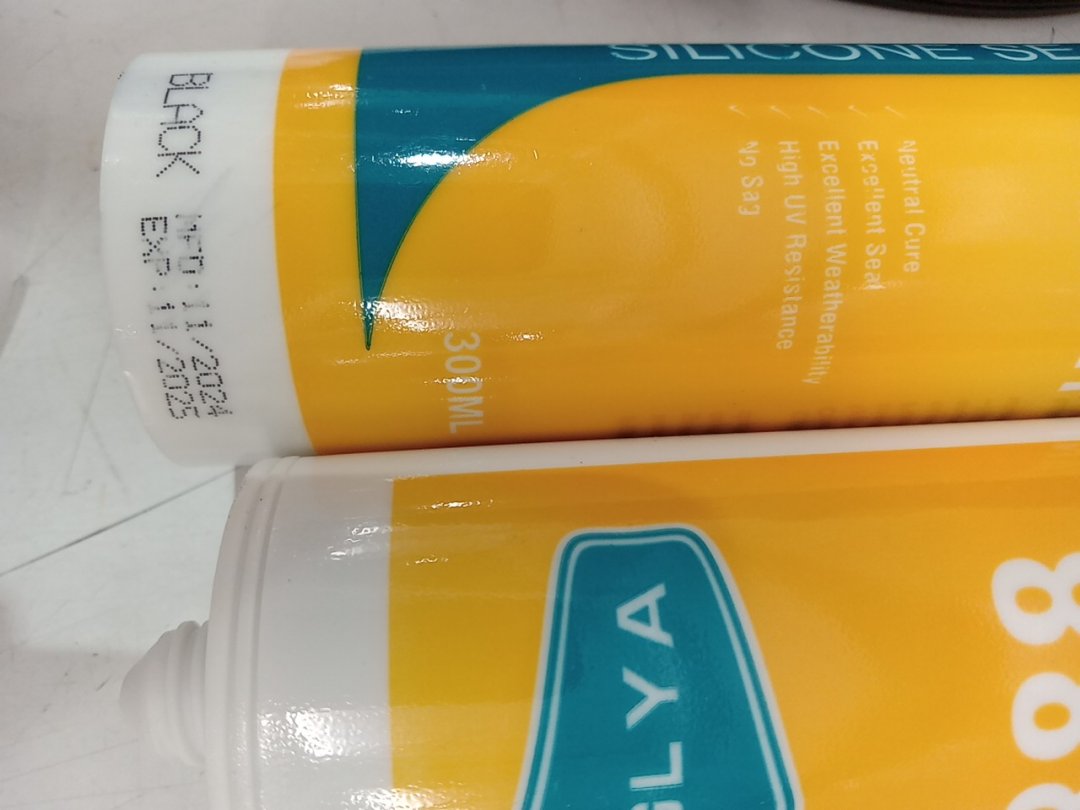 SILICONE SE
BLACK
MFD:11/2024
EXP:11/2025
300ML
Neutral Cure
Excellent Seal
Excellent Weatherability
High UV Resistance
No Sag
GLYA